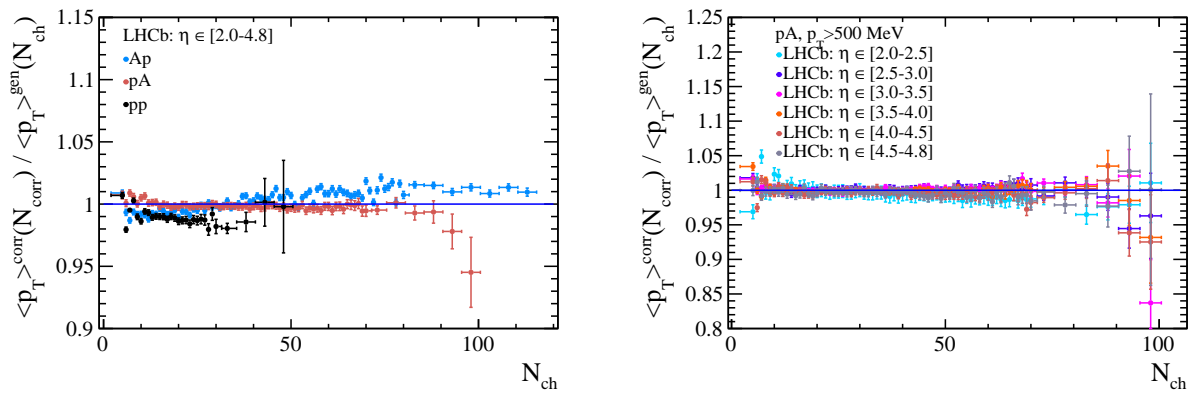 <p_T>^corr(N_corr) / <p_T>^gen(N_ch)
1.15
1.1
1.05
1
0.95
0.9
LHCb: η ∈ [2.0-4.8]
Ap
pA
pp
0
50
100
N_ch
<p_T>^corr(N_corr) / <p_T>^gen(N_ch)
1.25
1.2
1.15
1.1
1.05
1
0.95
0.9
0.85
0.8
pA, p_T>500 MeV
LHCb: η ∈ [2.0-2.5]
LHCb: η ∈ [2.5-3.0]
LHCb: η ∈ [3.0-3.5]
LHCb: η ∈ [3.5-4.0]
LHCb: η ∈ [4.0-4.5]
LHCb: η ∈ [4.5-4.8]
0
50
100
N_ch